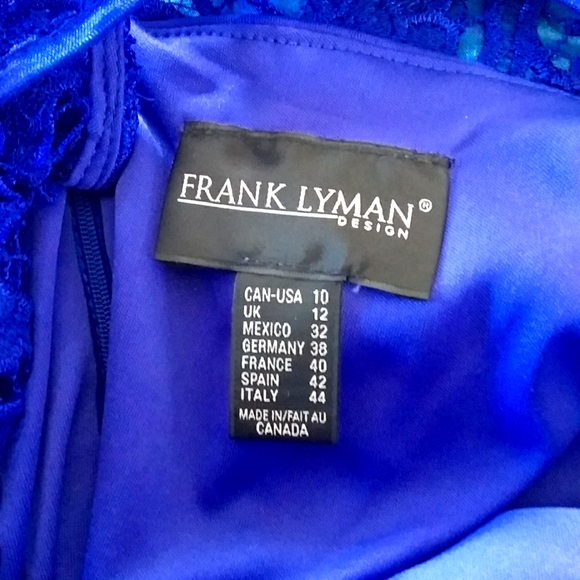 FRANK LYMAN®
DESIGN
CAN-USA 10
UK 12
MEXICO 32
GERMANY 38
FRANCE 40
SPAIN 42
ITALY 44
MADE IN/FAIT AU
CANADA